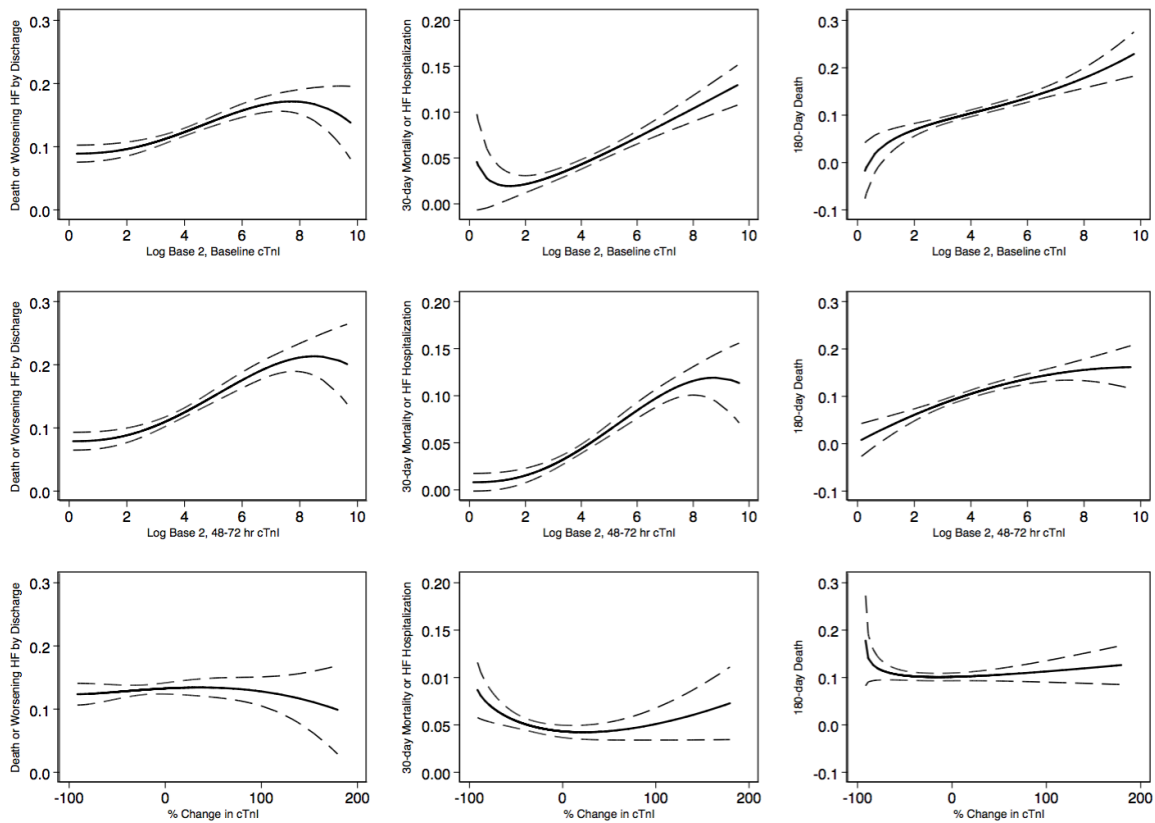 0.3
0.2
0.1
0.0
Death or Worsening HF by Discharge
0 2 4 6 8 10
Log Base 2, Baseline cTnI
0.20
0.15
0.10
0.05
0.00
30-day Mortality or HF Hospitalization
0 2 4 6 8 10
Log Base 2, Baseline cTnI
0.3
0.2
0.1
0.0
-0.1
180-Day Death
0 2 4 6 8 10
Log Base 2, Baseline cTnI
0.3
0.2
0.1
0.0
Death or Worsening HF by Discharge
0 2 4 6 8 10
Log Base 2, 48-72 hr cTnI
0.20
0.15
0.10
0.05
0.00
30-day Mortality or HF Hospitalization
0 2 4 6 8 10
Log Base 2, 48-72 hr cTnI
0.3
0.2
0.1
0.0
-0.1
180-day Death
0 2 4 6 8 10
Log Base 2, 48-72 hr cTnI
0.3
0.2
0.1
0.0
Death or Worsening HF by Discharge
-100 0 100 200
% Change in cTnI
0.20
0.15
0.01
0.05
0.00
30-day Mortality or HF Hospitalization
-100 0 100 200
% Change in cTnI
0.3
0.2
0.1
0.0
-0.1
180-day Death
-100 0 100 200
% Change in cTnI